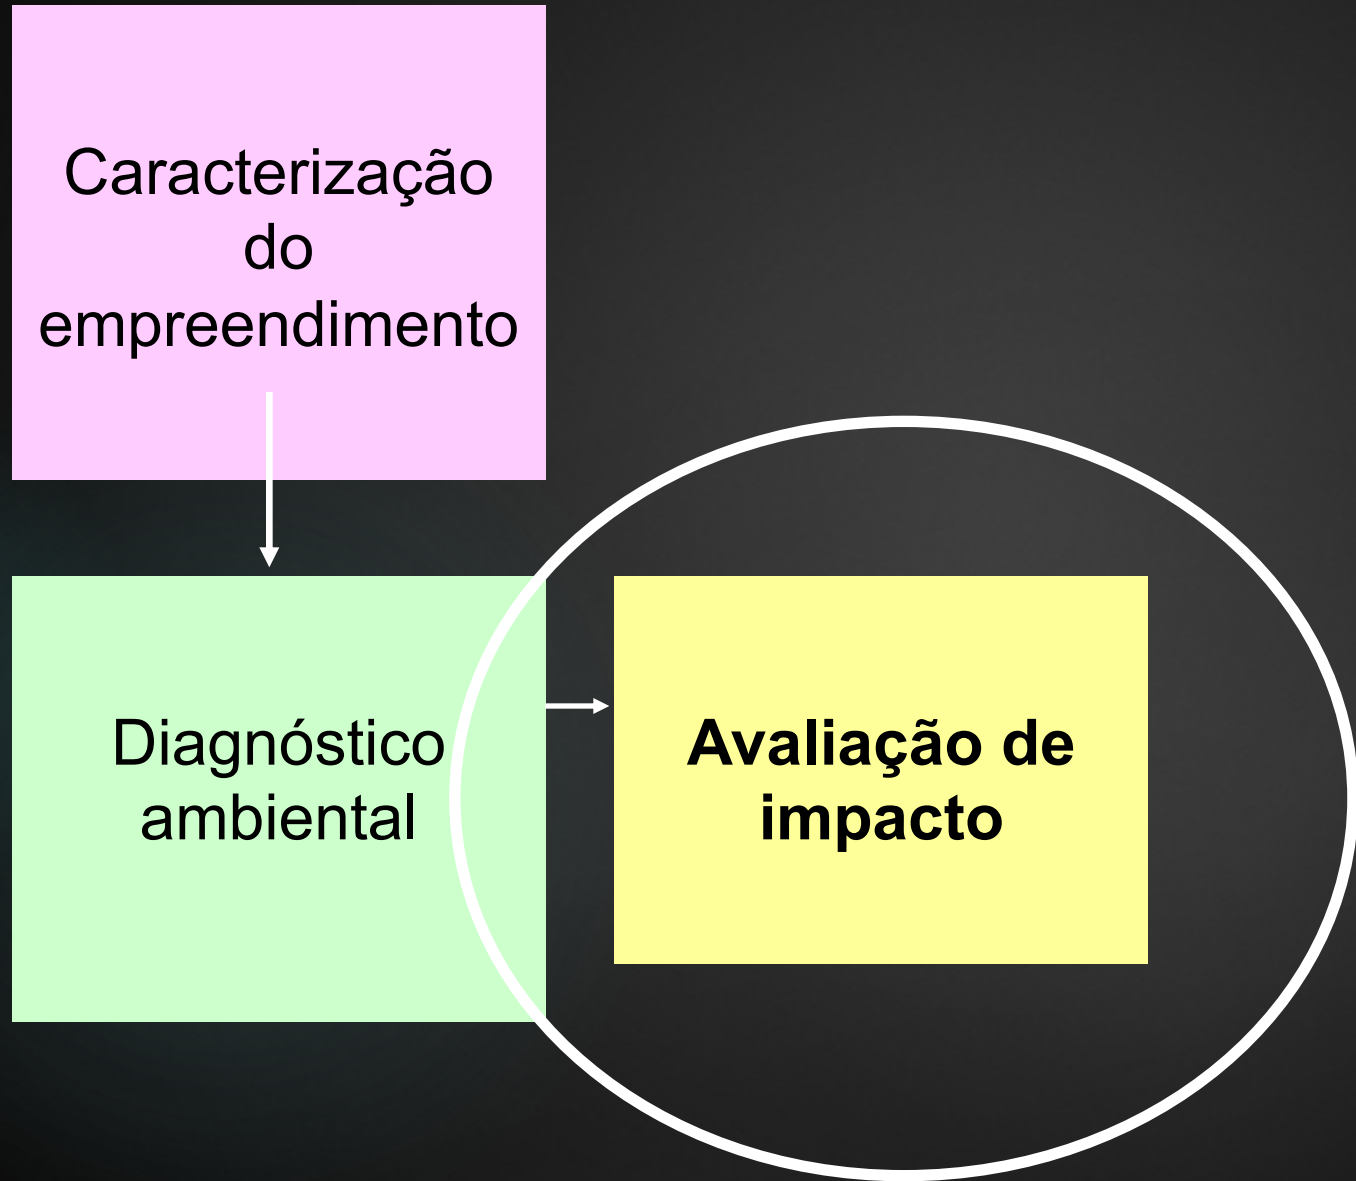 Caracterização
do
empreendimento
Diagnóstico
ambiental
Avaliação de
impacto